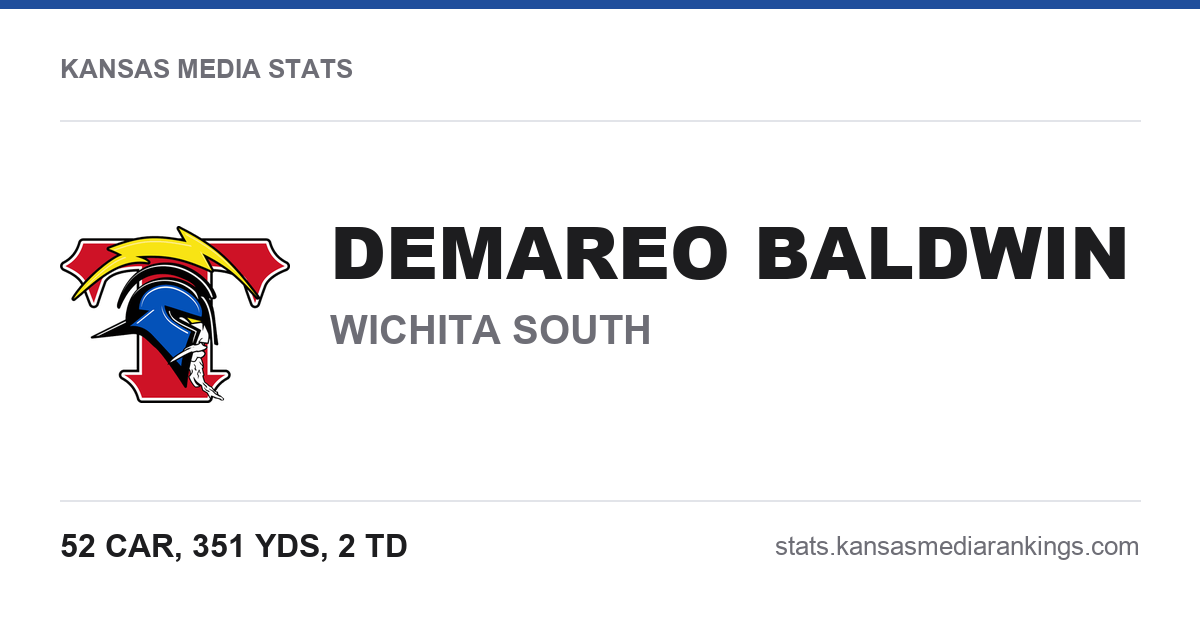 KANSAS MEDIA STATS
T
DEMAREO BALDWIN
WICHITA SOUTH
52 CAR, 351 YDS, 2 TD
stats.kansasmediarankings.com